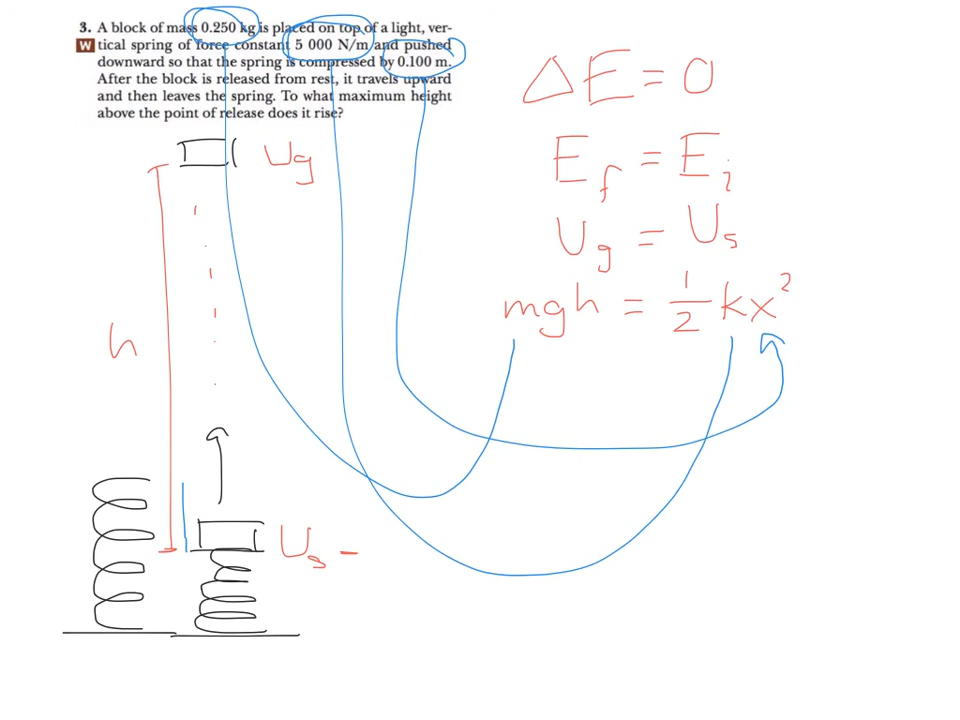 3. A block of mass 0.250 kg is placed on top of a light, ver-
W tical spring of force constant 5 000 N/m and pushed
downward so that the spring is compressed by 0.100 m.
After the block is released from rest, it travels upward
and then leaves the spring. To what maximum height
above the point of release does it rise?
ΔE = 0
Ug
E_f = E_i
U_g = U_s
mgh = 1/2 kx²
h
U_s -